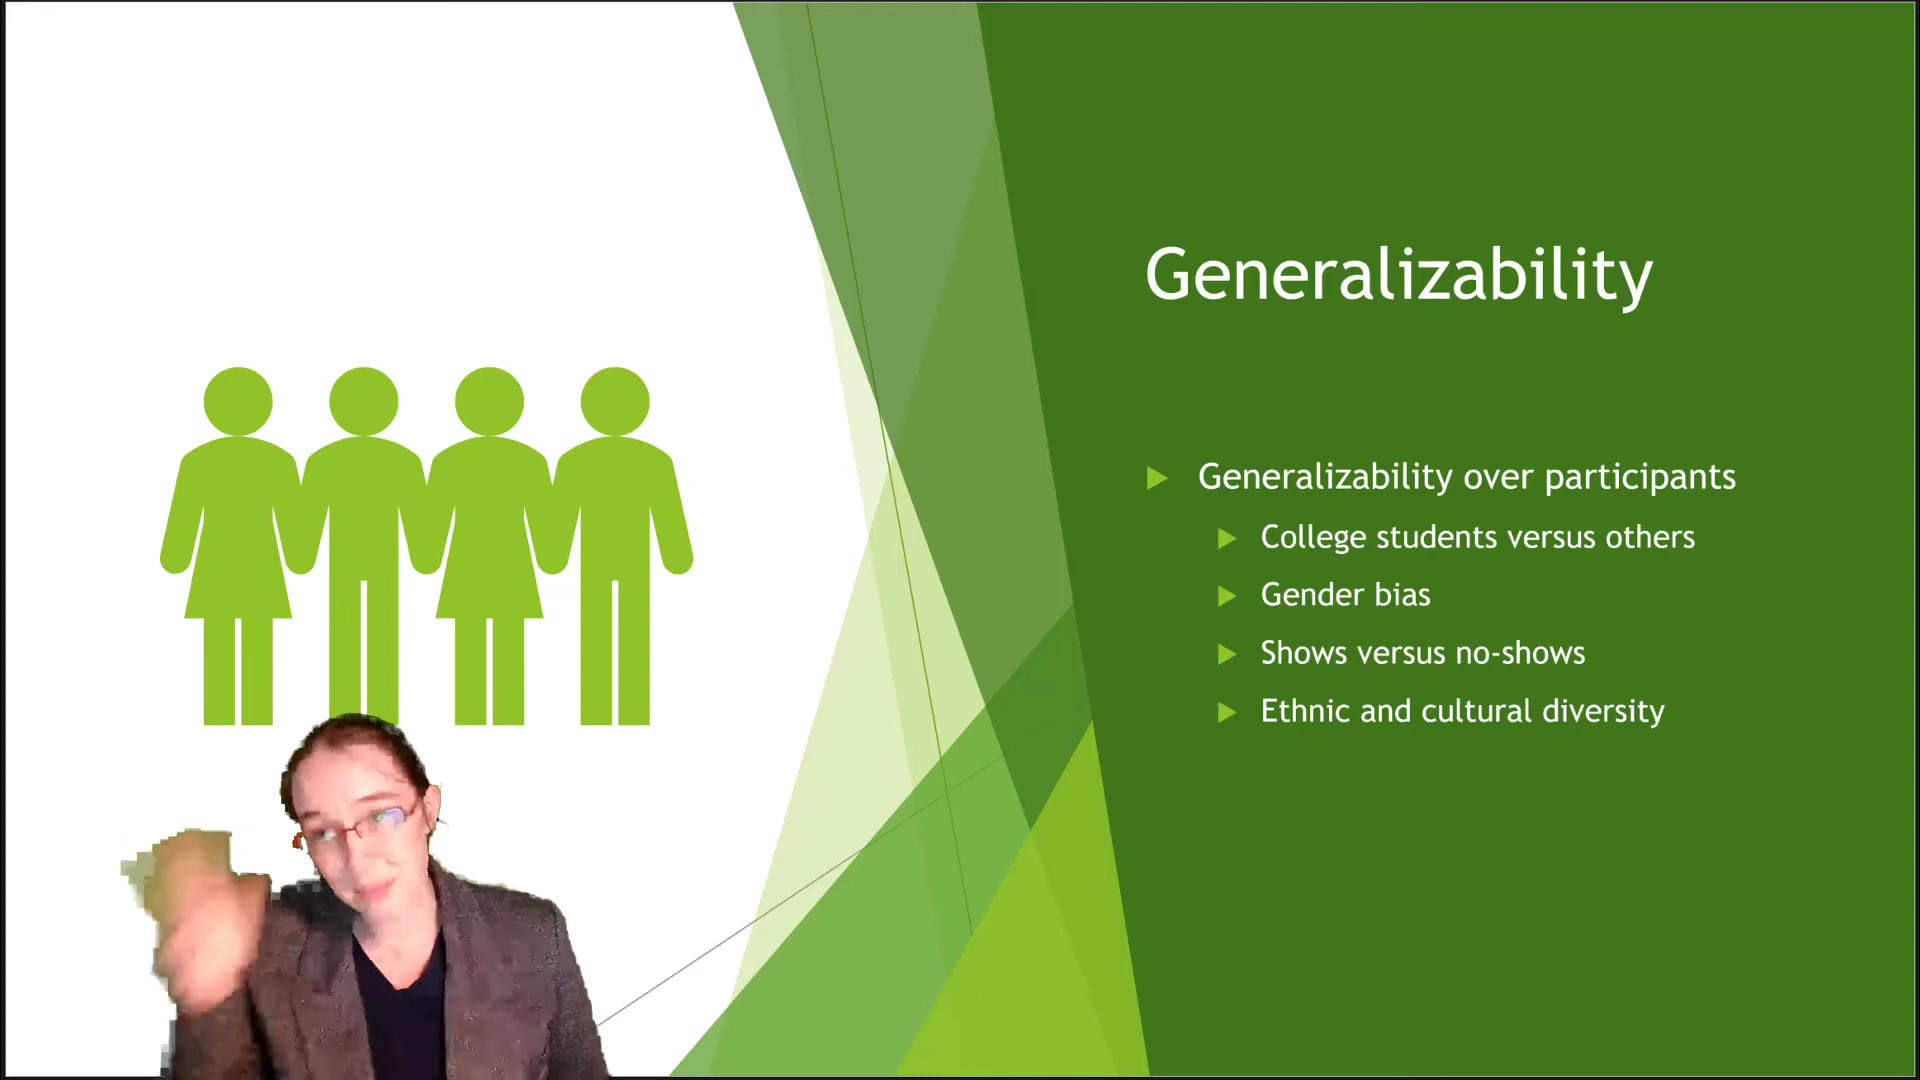 Generalizability
Generalizability over participants
College students versus others
Gender bias
Shows versus no-shows
Ethnic and cultural diversity